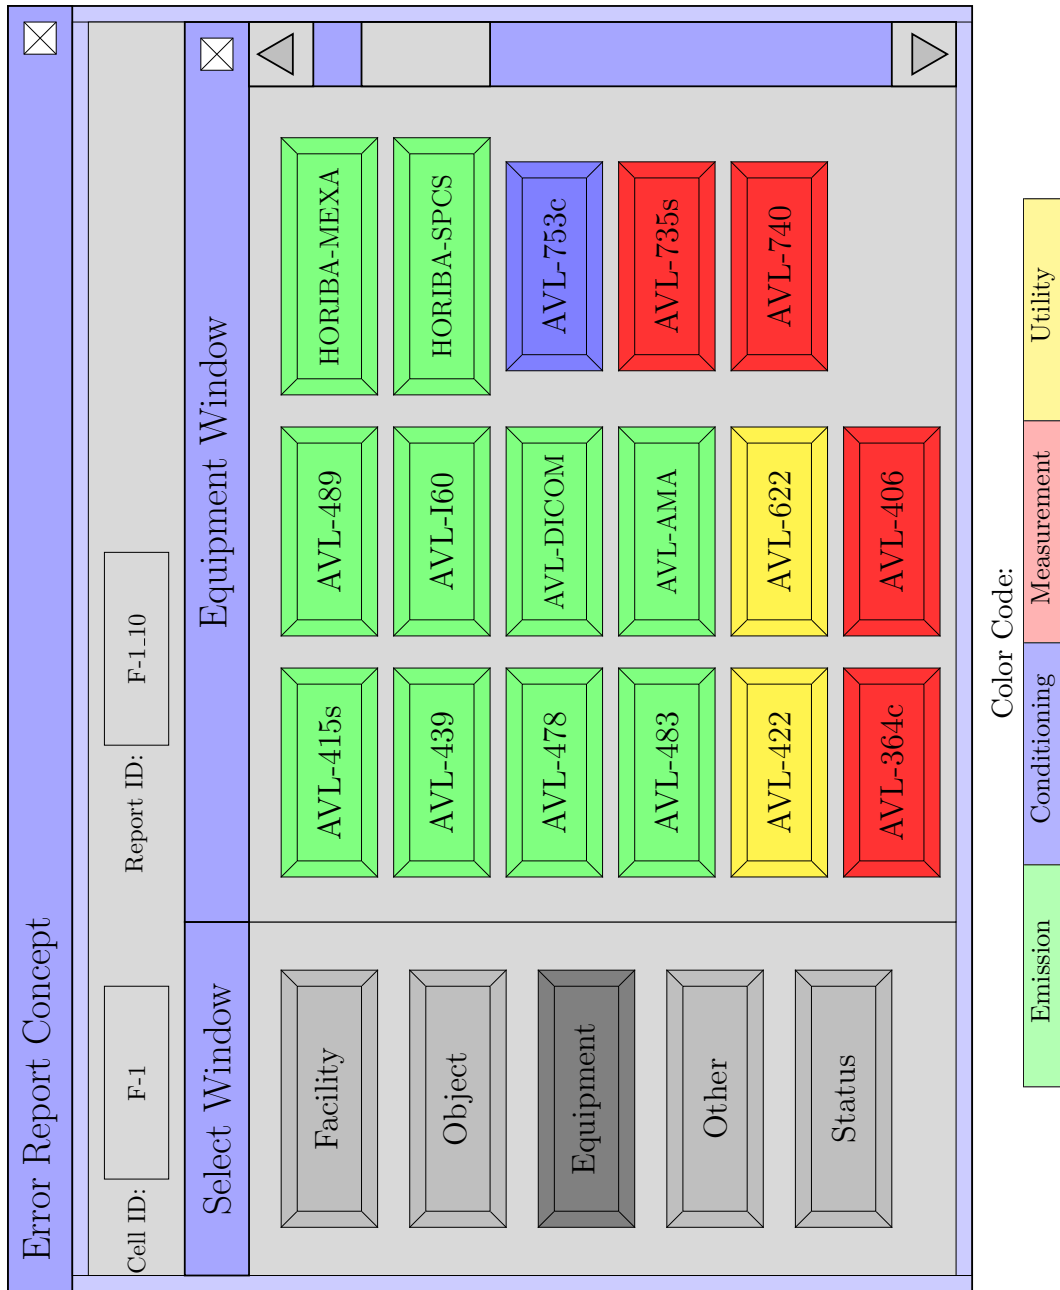 Error Report Concept
Cell ID: F-1 Report ID: F-1_10
Select Window
Equipment Window
Facility
Object
Equipment
Other
Status
AVL-415s AVL-489 HORIBA-MEXA
AVL-439 AVL-I60 HORIBA-SPCS
AVL-478 AVL-DICOM AVL-753c
AVL-483 AVL-AMA AVL-735s
AVL-422 AVL-622 AVL-740
AVL-364c AVL-406
Color Code:
Emission Conditioning Measurement Utility